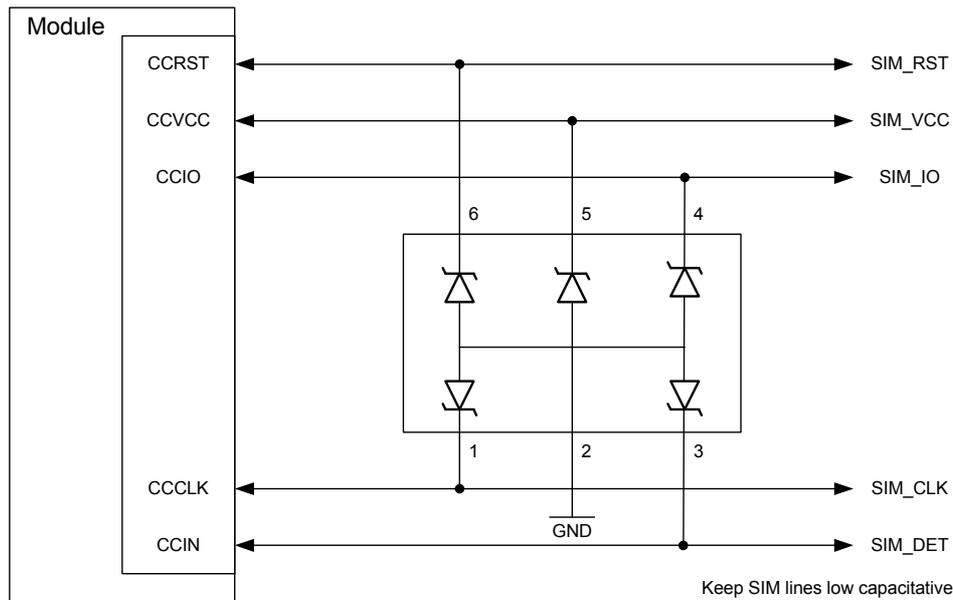 Module
CCRST
SIM_RST
CCVCC
SIM_VCC
CCIO
SIM_IO
6
5
4
1
2
3
CCCLK
SIM_CLK
GND
CCIN
SIM_DET
Keep SIM lines low capacitative